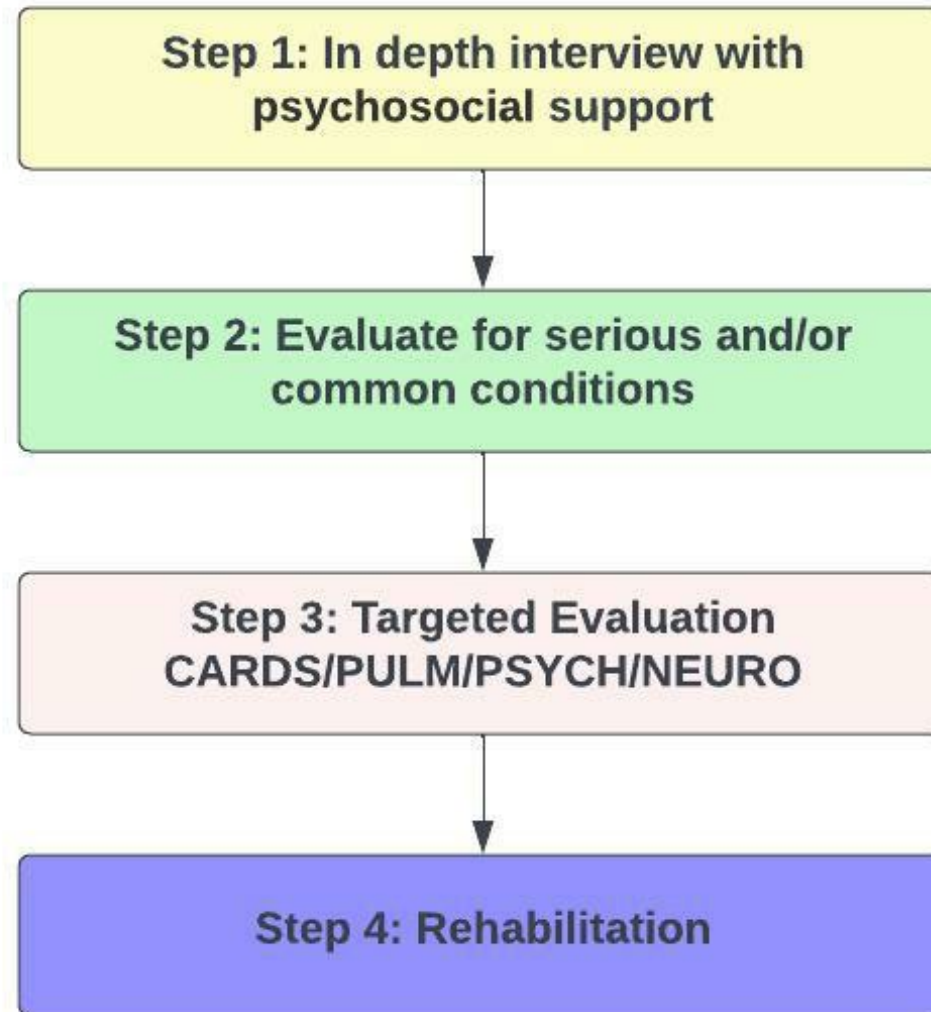 Step 1: In depth interview with
psychosocial support
Step 2: Evaluate for serious and/or
common conditions
Step 3: Targeted Evaluation
CARDS/PULM/PSYCH/NEURO
Step 4: Rehabilitation